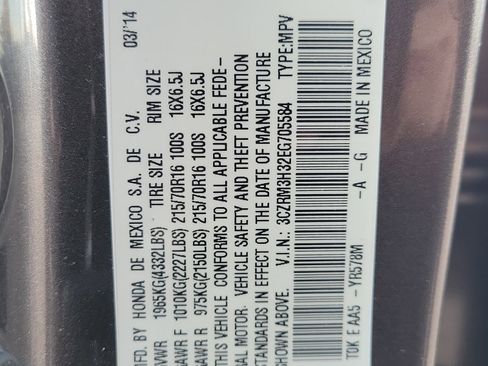 MFD. BY HONDA DE MEXICO S.A. DE C.V. 03/'14
GVWR 1965KG(4332LBS) TIRE SIZE RIM SIZE
GAWR F 1010KG(2227LBS) 215/70R16 100S 16X6.5J
GAWR R 975KG(2150LBS) 215/70R16 100S 16X6.5J
THIS VEHICLE CONFORMS TO ALL APPLICABLE FEDE-
RAL MOTOR VEHICLE SAFETY AND THEFT PREVENTION
STANDARDS IN EFFECT ON THE DATE OF MANUFACTURE
SHOWN ABOVE. V.I.N.: 3CZRM3H32EG705584 TYPE:MPV
T0K E AA5 - YR578M - A - G MADE IN MEXICO